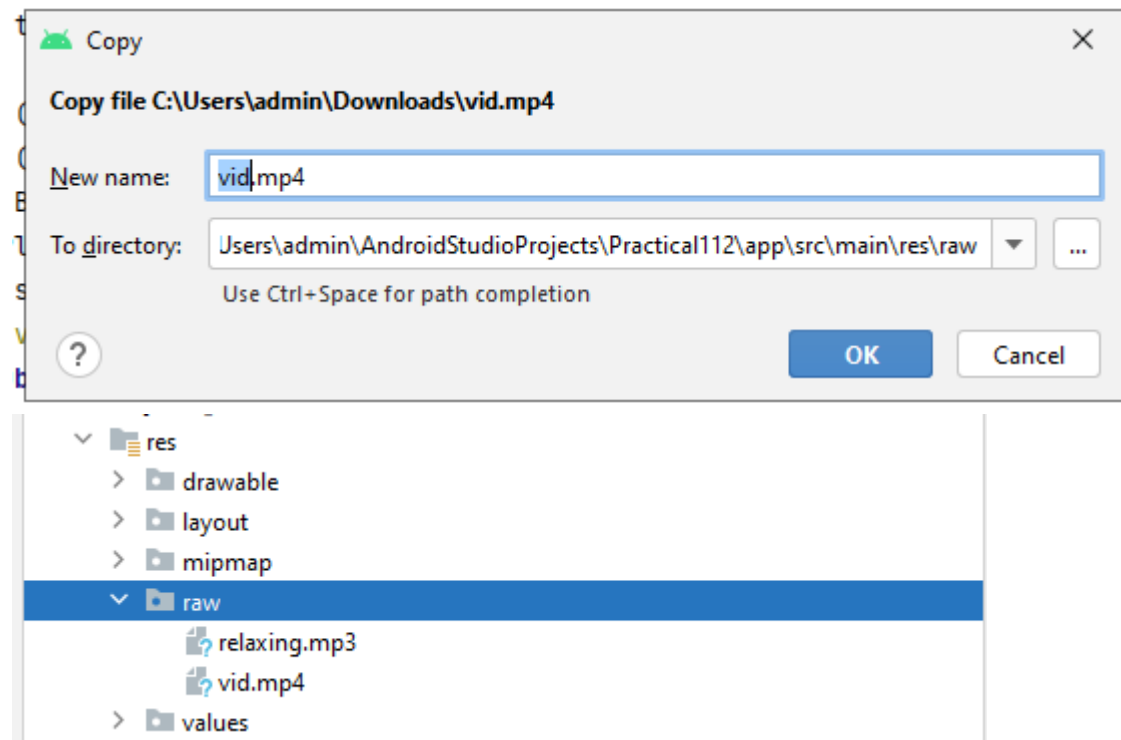 Copy
Copy file C:\Users\admin\Downloads\vid.mp4
New name: vid.mp4
To directory: Users\admin\AndroidStudioProjects\Practical112\app\src\main\res\raw ...
Use Ctrl+Space for path completion
? OK Cancel
res
drawable
layout
mipmap
raw
relaxing.mp3
vid.mp4
values